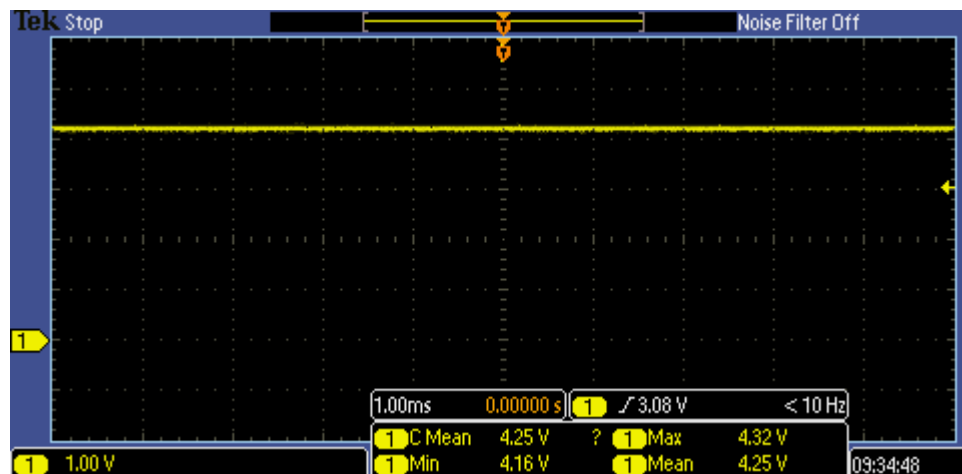 Tek Stop Noise Filter Off
T
T
1
1.00ms 0.00000 s 1 3.08 V < 10 Hz
1 C Mean 4.25 V ? 1 Max 4.32 V
1 1.00 V 1 Min 4.16 V 1 Mean 4.25 V 09:34:48